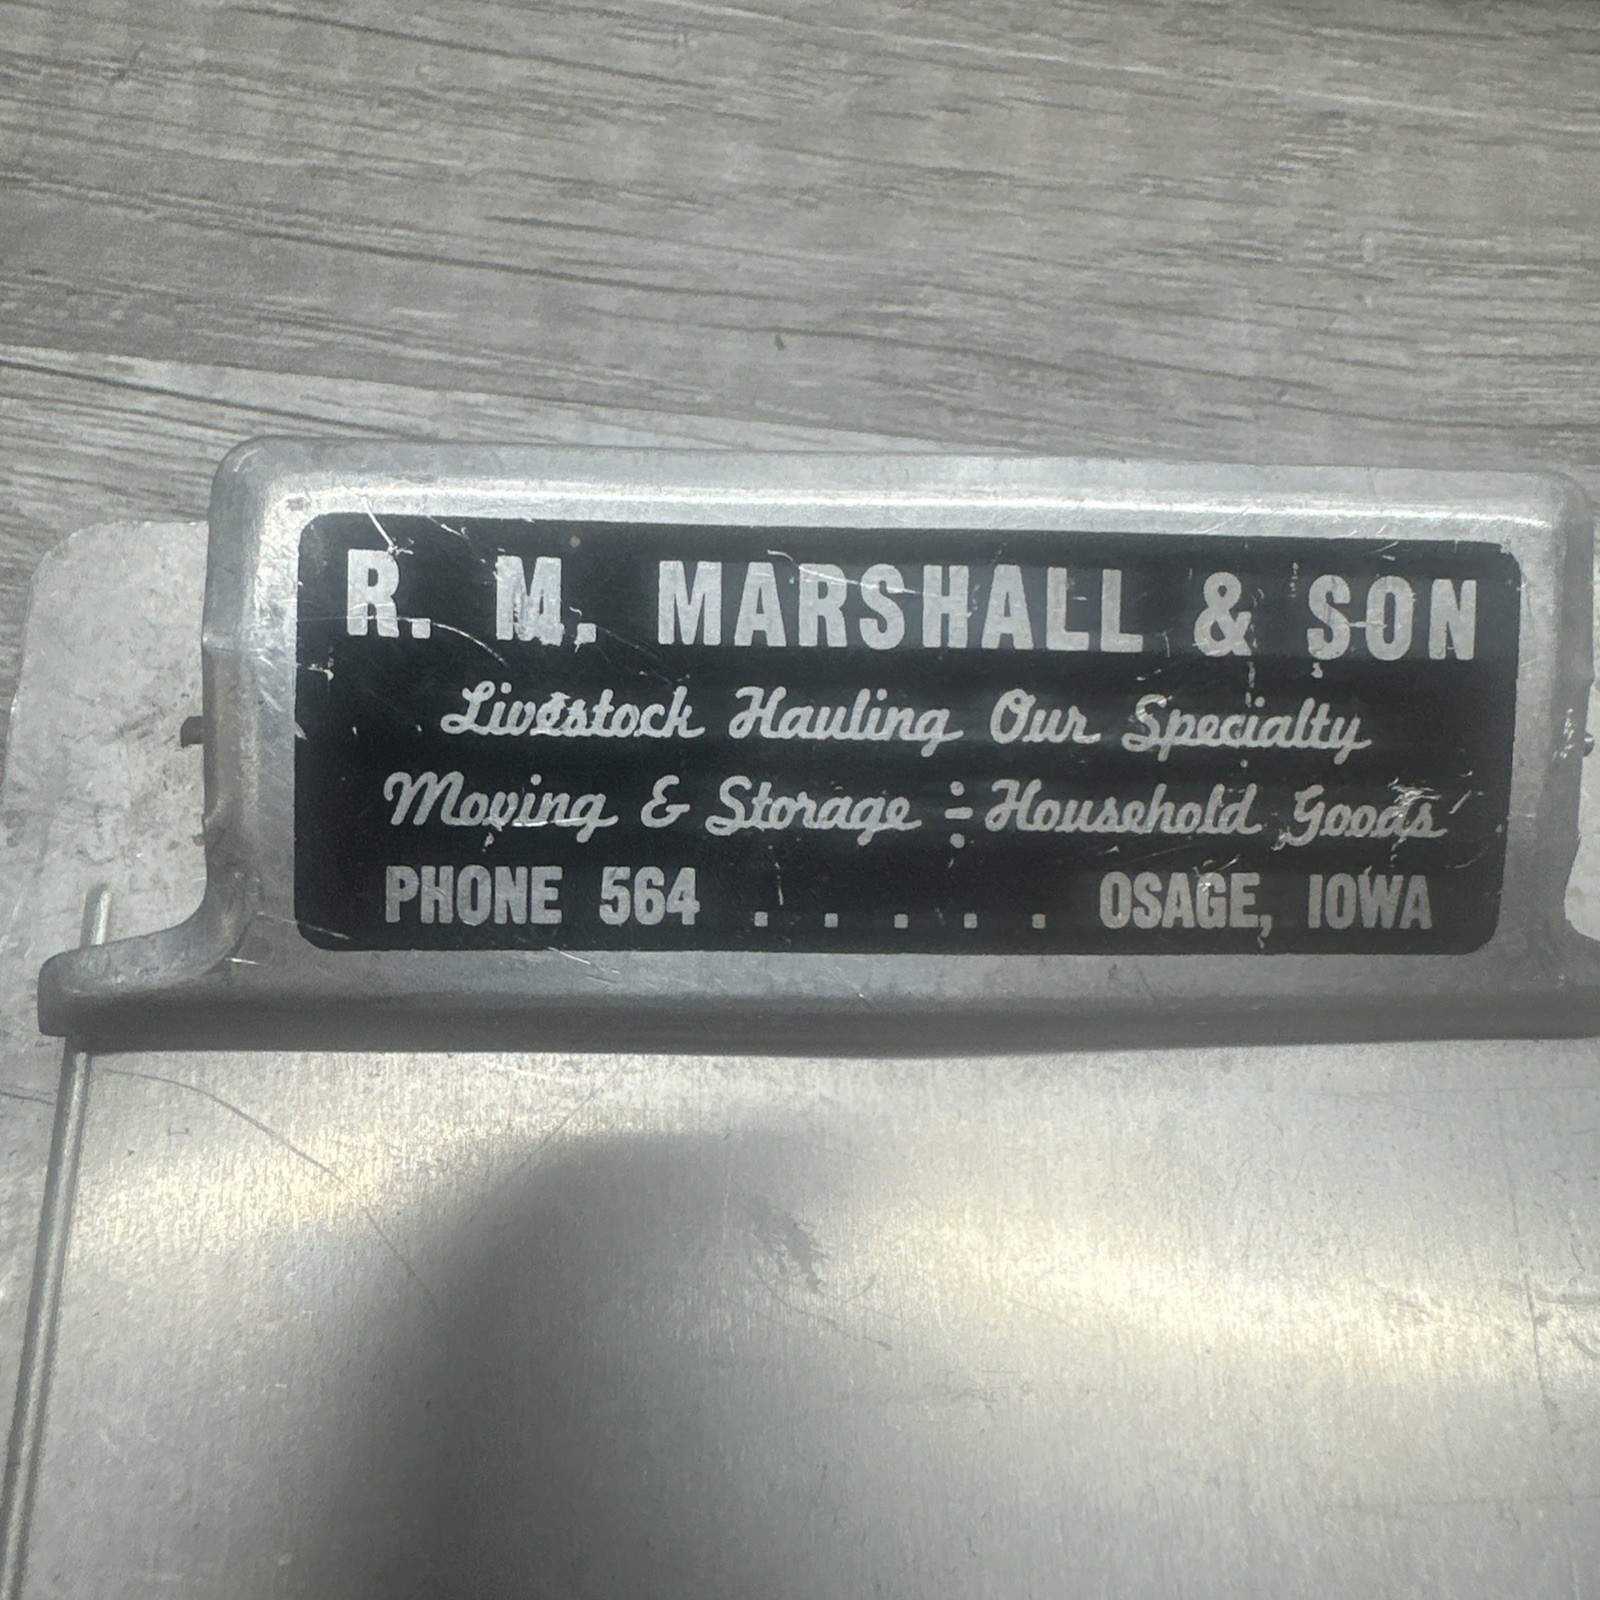 R. M. MARSHALL & SON
Livestock Hauling Our Specialty
Moving & Storage ÷ Household Goods
PHONE 564 . . . . . OSAGE, IOWA